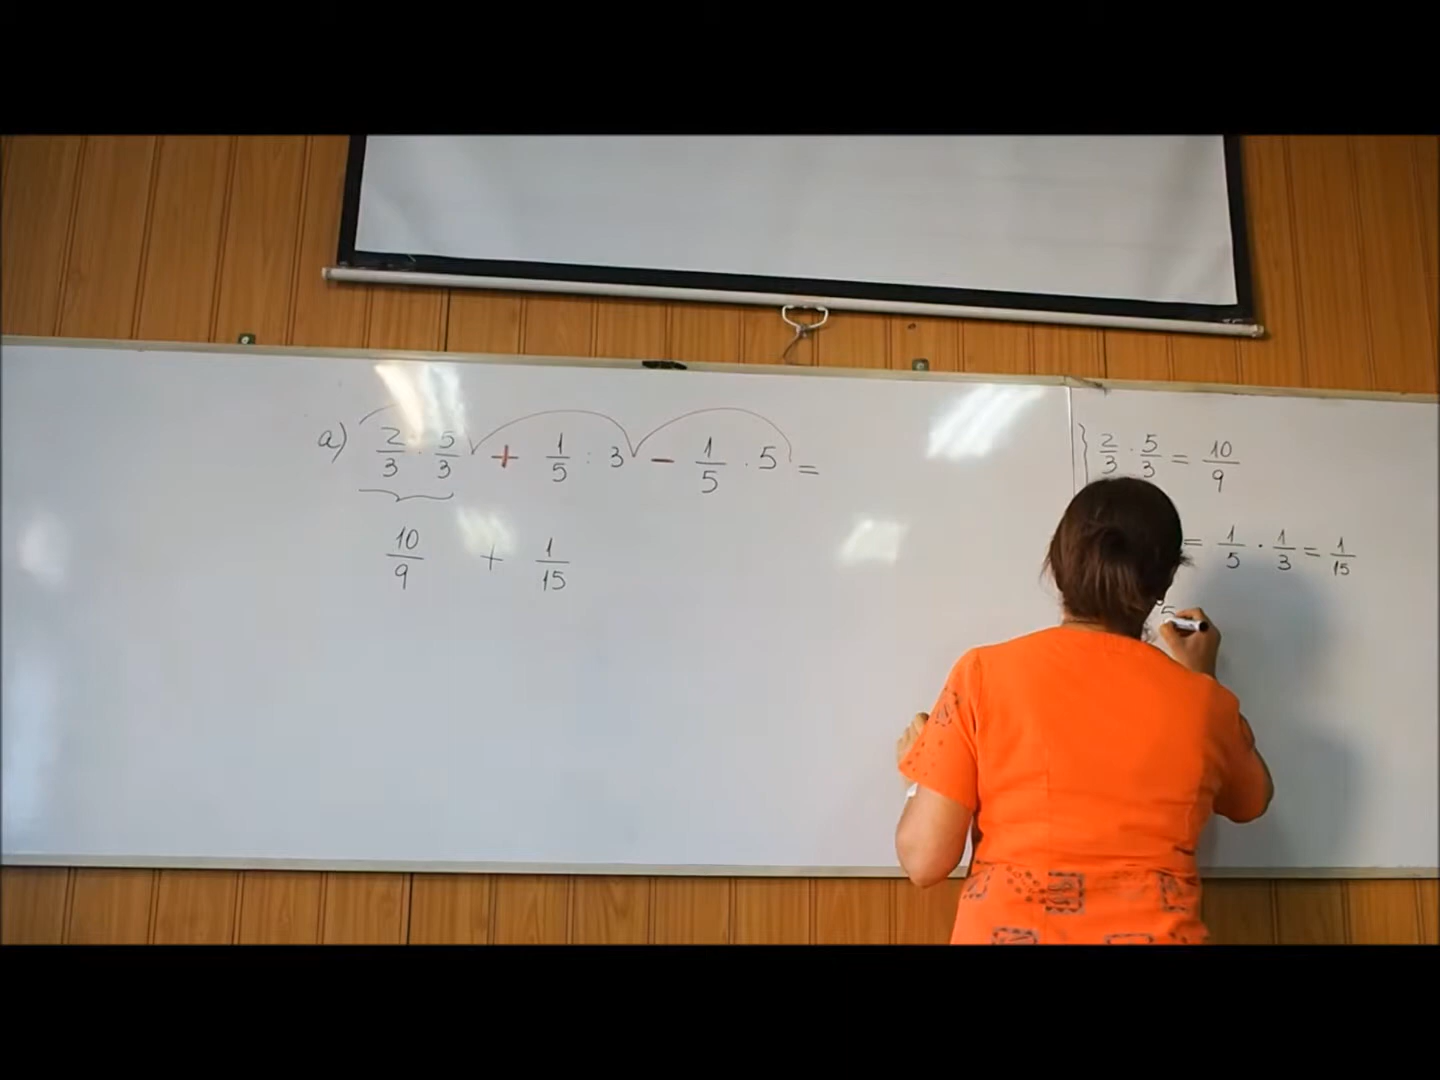 a) 2/3 · 5/3 + 1/5 : 3 − 1/5 · 5 =
10/9 + 1/15
2/3 · 5/3 = 10/9
= 1/5 · 1/3 = 1/15
5